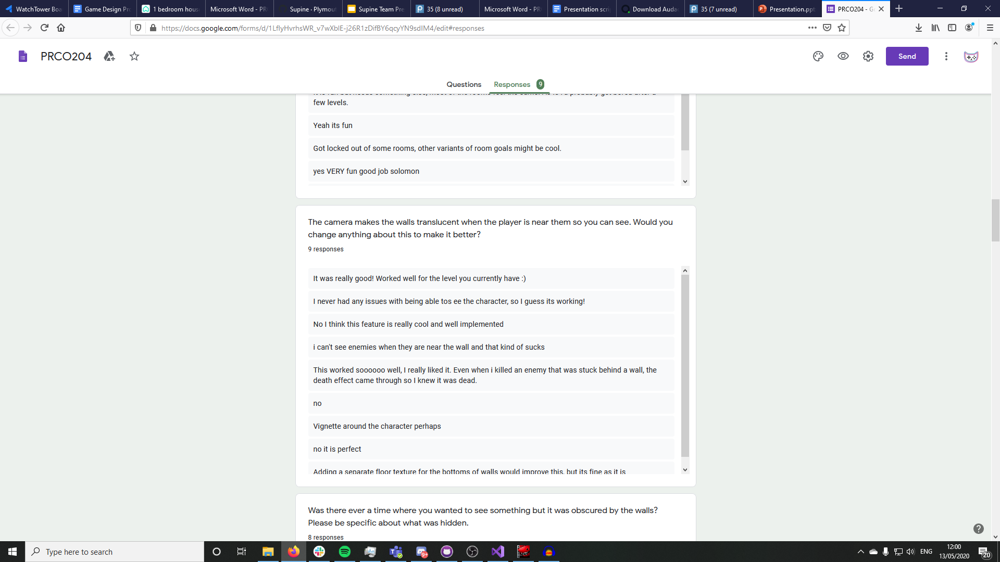 WatchTower Boa
Game Design Pr
1 bedroom hous
Microsoft Word - PR
Supine · Plymout
Supine Team Pre
35 (8 unread)
Microsoft Word - PR
Presentation scri
Download Audac
35 (7 unread)
Presentation.ppt
PRCO204 - G
https://docs.google.com/forms/d/1LfIyHvrhsWR_v7wXblE-j26R1zDifBY6qcyYN9sdIM4/edit#responses
PRCO204
Send
Questions
Responses 9
few levels.
Yeah its fun
Got locked out of some rooms, other variants of room goals might be cool.
yes VERY fun good job solomon
The camera makes the walls translucent when the player is near them so you can see. Would you
change anything about this to make it better?
9 responses
It was really good! Worked well for the level you currently have :)
I never had any issues with being able tos ee the character, so I guess its working!
No I think this feature is really cool and well implemented
i can't see enemies when they are near the wall and that kind of sucks
This worked soooooo well, I really liked it. Even when i killed an enemy that was stuck behind a wall, the
death effect came through so I knew it was dead.
no
Vignette around the character perhaps
no it is perfect
Adding a separate floor texture for the bottoms of walls would improve this, but its fine as it is
Was there ever a time where you wanted to see something but it was obscured by the walls?
Please be specific about what was hidden.
8 responses
Type here to search
9+
ENG
12:00
13/05/2020
20